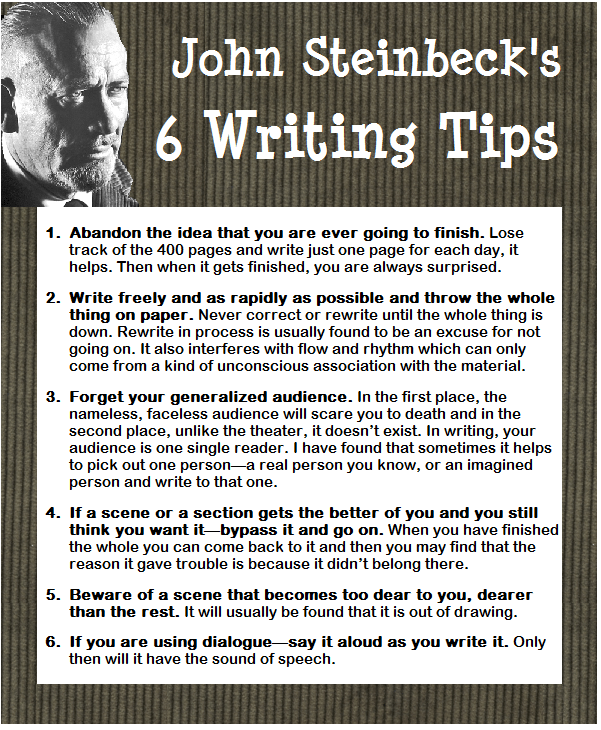 John Steinbeck's
6 Writing Tips
1. Abandon the idea that you are ever going to finish. Lose
track of the 400 pages and write just one page for each day, it
helps. Then when it gets finished, you are always surprised.
2. Write freely and as rapidly as possible and throw the whole
thing on paper. Never correct or rewrite until the whole thing is
down. Rewrite in process is usually found to be an excuse for not
going on. It also interferes with flow and rhythm which can only
come from a kind of unconscious association with the material.
3. Forget your generalized audience. In the first place, the
nameless, faceless audience will scare you to death and in the
second place, unlike the theater, it doesn't exist. In writing, your
audience is one single reader. I have found that sometimes it helps
to pick out one person—a real person you know, or an imagined
person and write to that one.
4. If a scene or a section gets the better of you and you still
think you want it—bypass it and go on. When you have finished
the whole you can come back to it and then you may find that the
reason it gave trouble is because it didn't belong there.
5. Beware of a scene that becomes too dear to you, dearer
than the rest. It will usually be found that it is out of drawing.
6. If you are using dialogue—say it aloud as you write it. Only
then will it have the sound of speech.